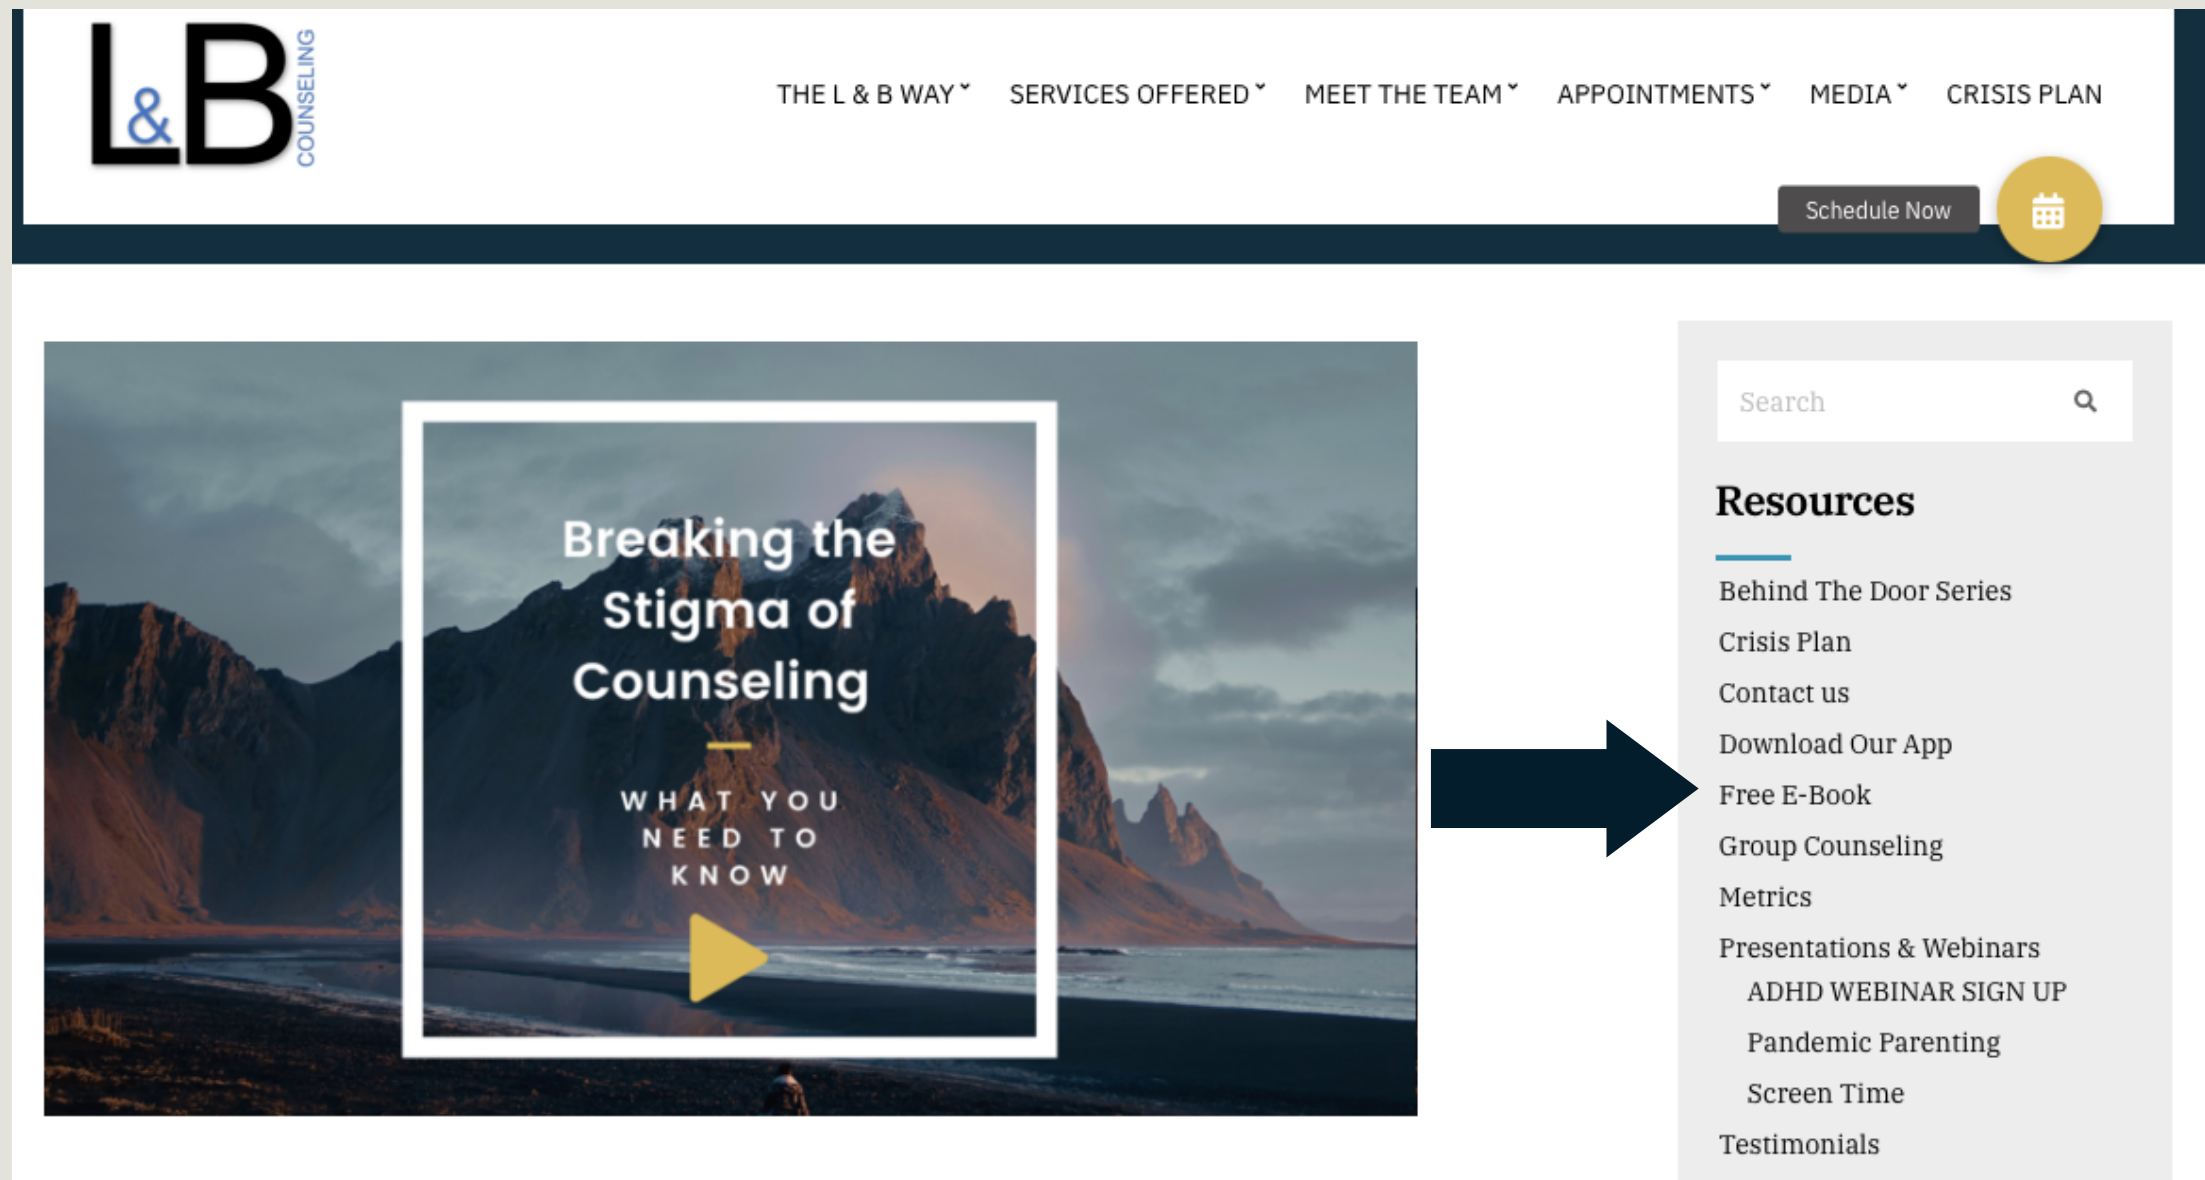 L&B COUNSELING
THE L & B WAY SERVICES OFFERED MEET THE TEAM APPOINTMENTS MEDIA CRISIS PLAN
Schedule Now
Breaking the
Stigma of
Counseling
WHAT YOU
NEED TO
KNOW
Search
Resources
Behind The Door Series
Crisis Plan
Contact us
Download Our App
Free E-Book
Group Counseling
Metrics
Presentations & Webinars
ADHD WEBINAR SIGN UP
Pandemic Parenting
Screen Time
Testimonials